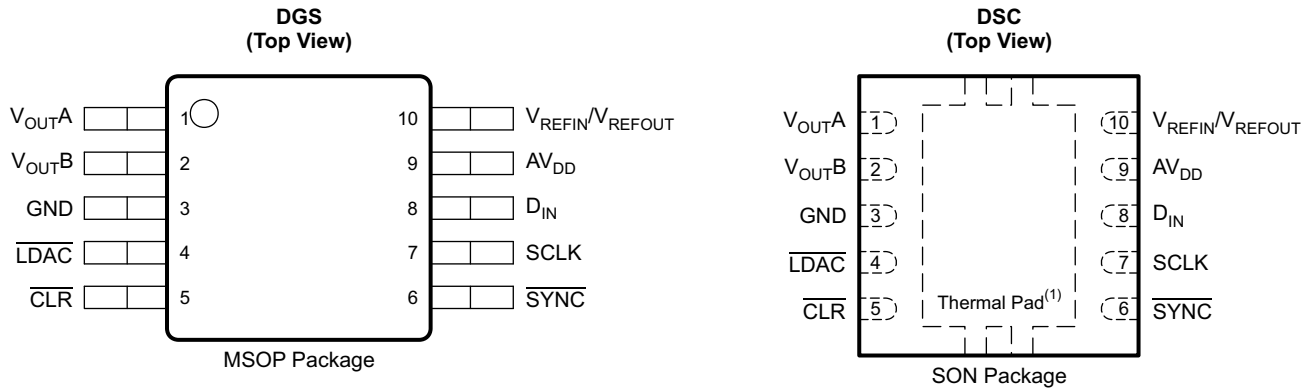 DGS
(Top View)
VOUTA 1 10 VREFIN/VREFOUT
VOUTB 2 9 AVDD
GND 3 8 DIN
LDAC 4 7 SCLK
CLR 5 6 SYNC
MSOP Package
DSC
(Top View)
VOUTA 1 10 VREFIN/VREFOUT
VOUTB 2 9 AVDD
GND 3 8 DIN
LDAC 4 7 SCLK
CLR 5 Thermal Pad(1) 6 SYNC
SON Package